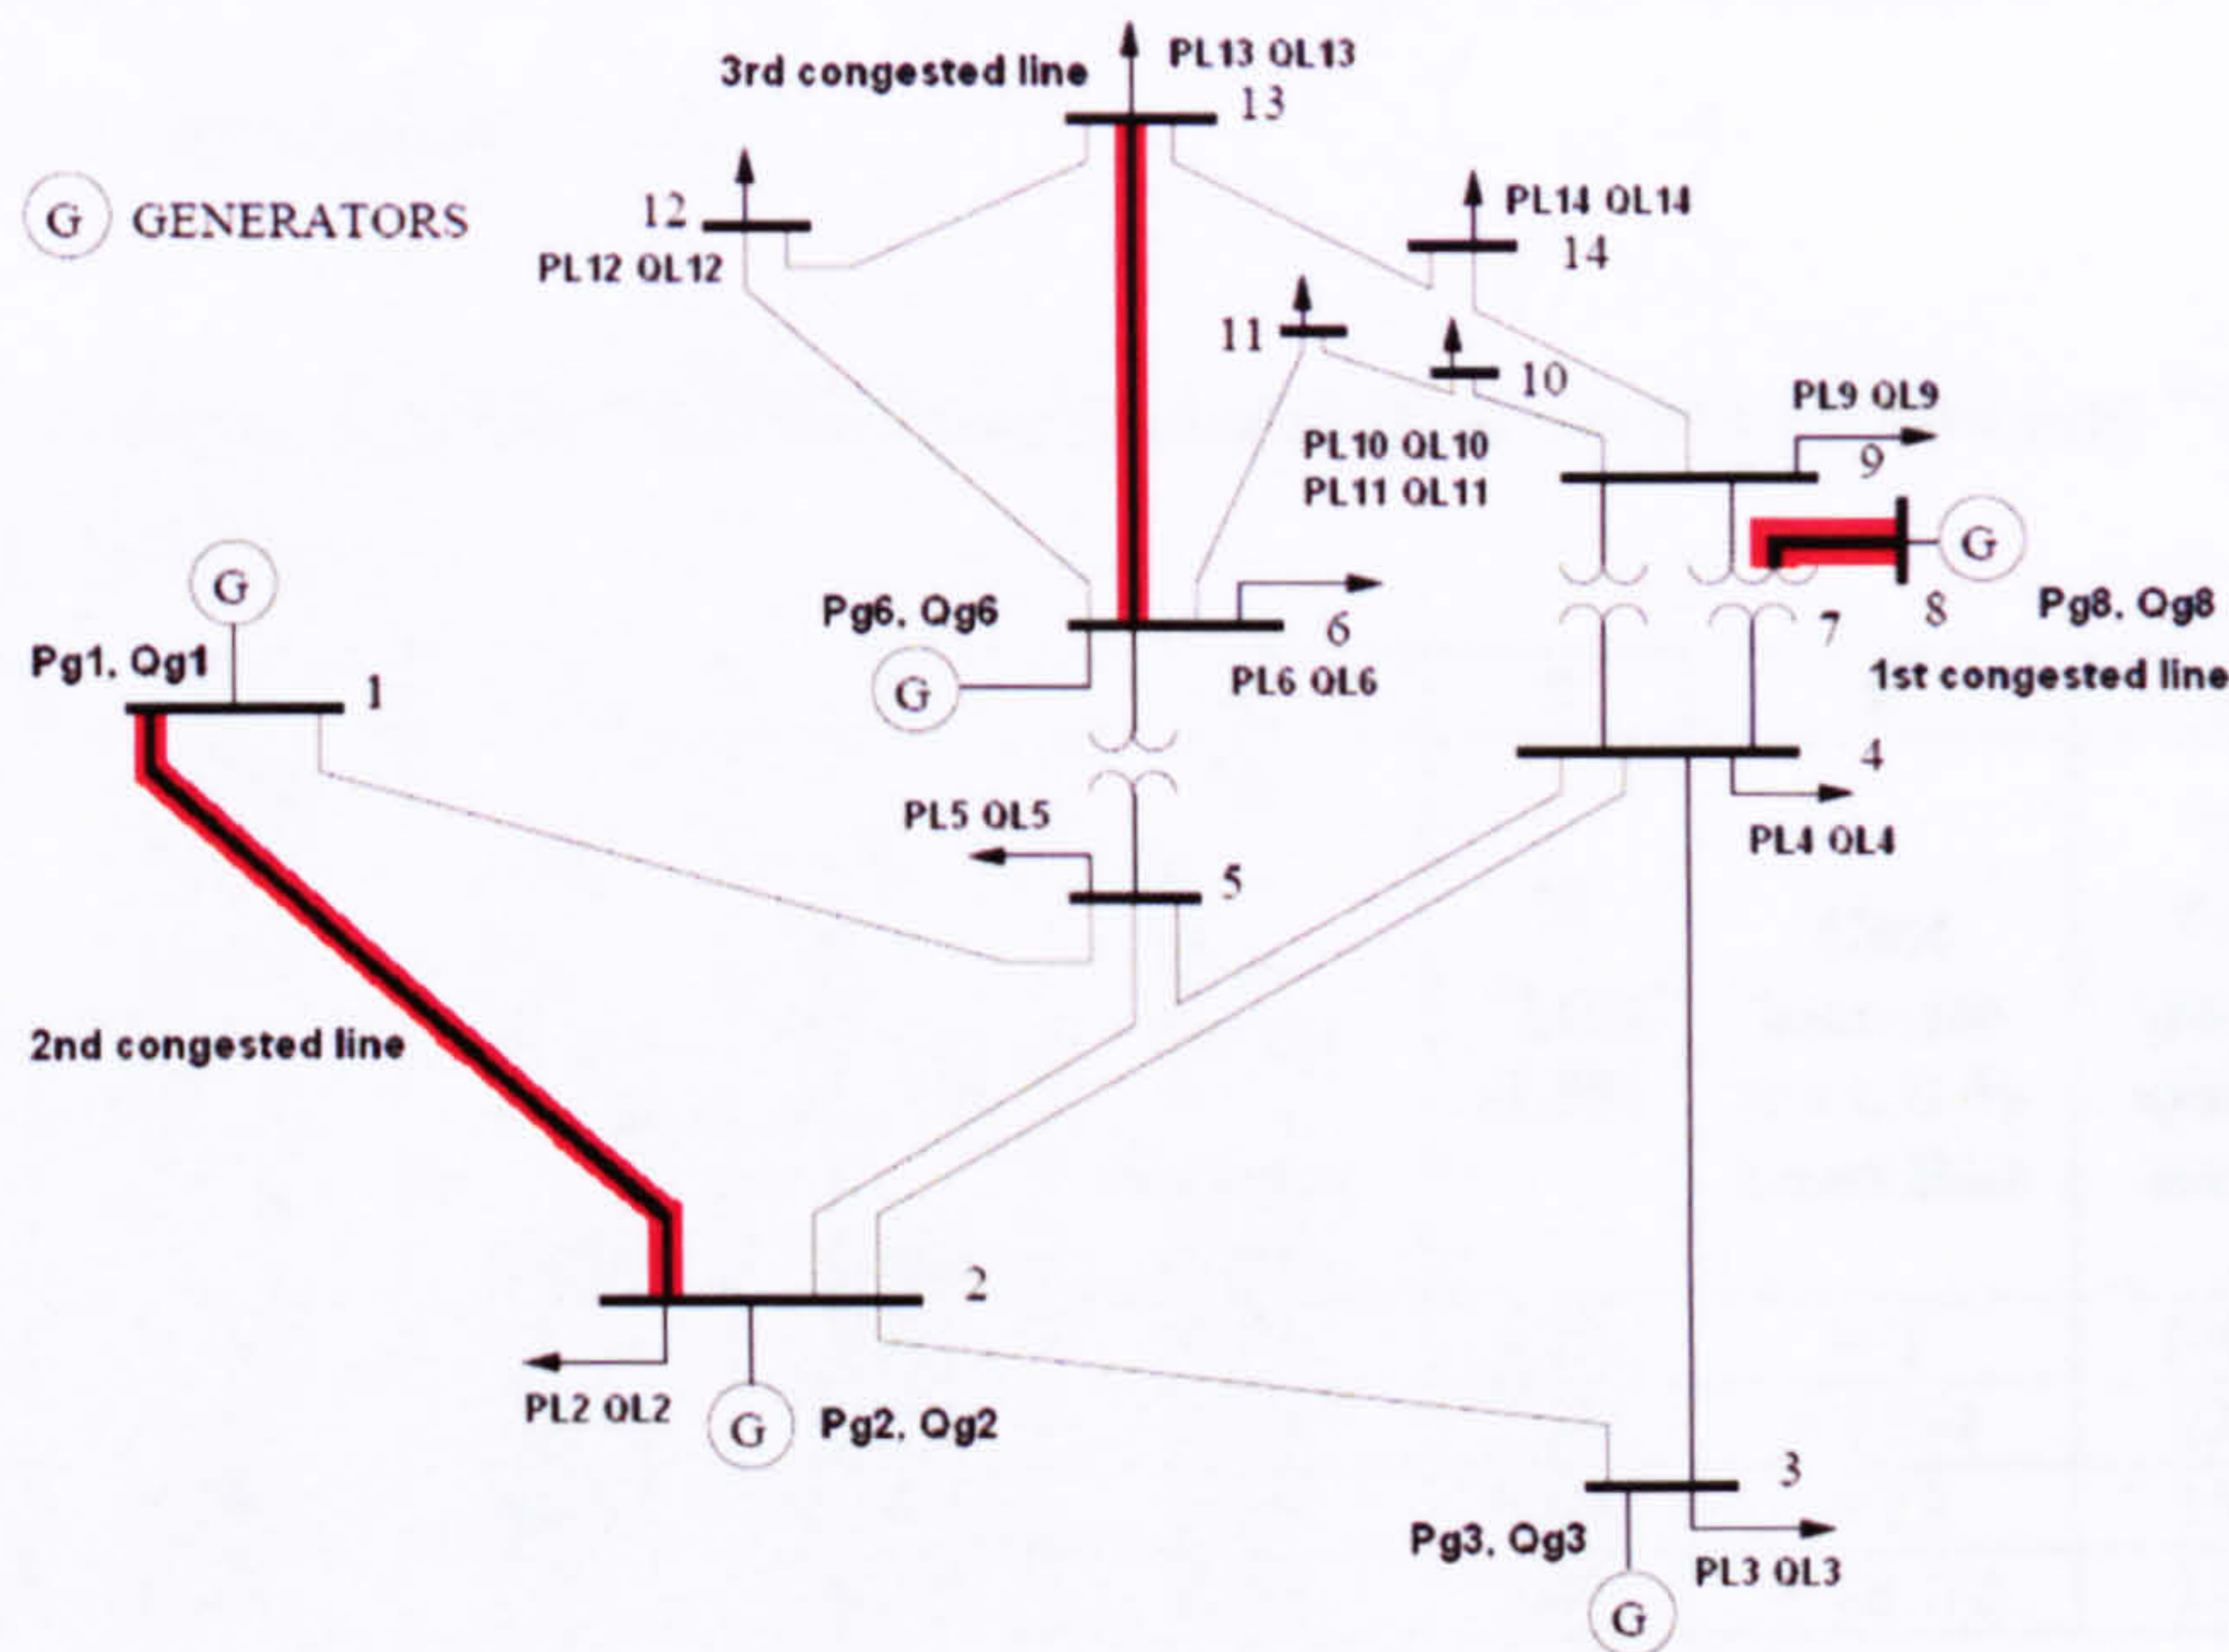 PL13 QL13
3rd congested line
13
G GENERATORS
12
PL12 QL12
PL14 QL14
14
11
10
PL9 QL9
9
PL10 QL10
PL11 QL11
G
8
Pg8. Qg8
7
1st congested line
G
Pg1. Qg1
1
Pg6. Qg6
G
6
PL6 QL6
4
PL4 QL4
PL5 QL5
5
2nd congested line
2
PL2 QL2
G
Pg2. Qg2
3
Pg3. Qg3
PL3 QL3
G